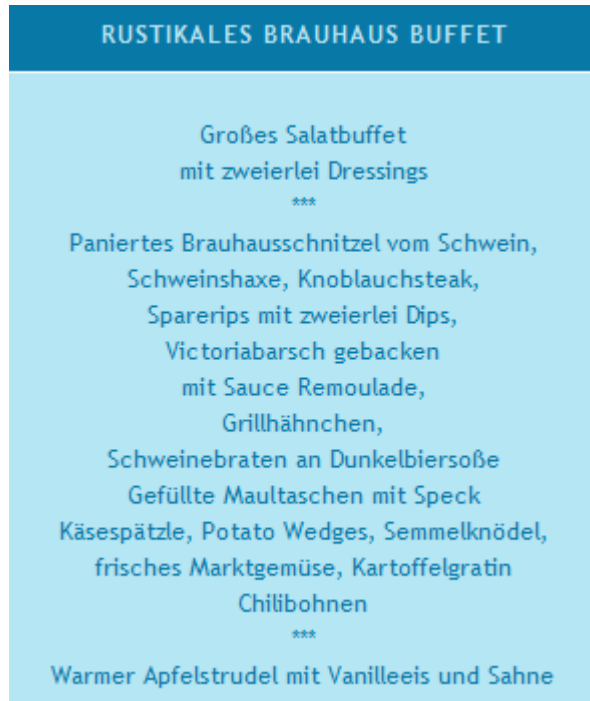 RUSTIKALES BRAUHAUS BUFFET
Großes Salatbuffet
mit zweierlei Dressings
***
Paniertes Brauhausschnitzel vom Schwein,
Schweinshaxe, Knoblauchsteak,
Sparerips mit zweierlei Dips,
Victoriabarsch gebacken
mit Sauce Remoulade,
Grillhähnchen,
Schweinebraten an Dunkelbiersoße
Gefüllte Maultaschen mit Speck
Käsespätzle, Potato Wedges, Semmelknödel,
frisches Marktgemüse, Kartoffelgratin
Chilibohnen
***
Warmer Apfelstrudel mit Vanilleeis und Sahne